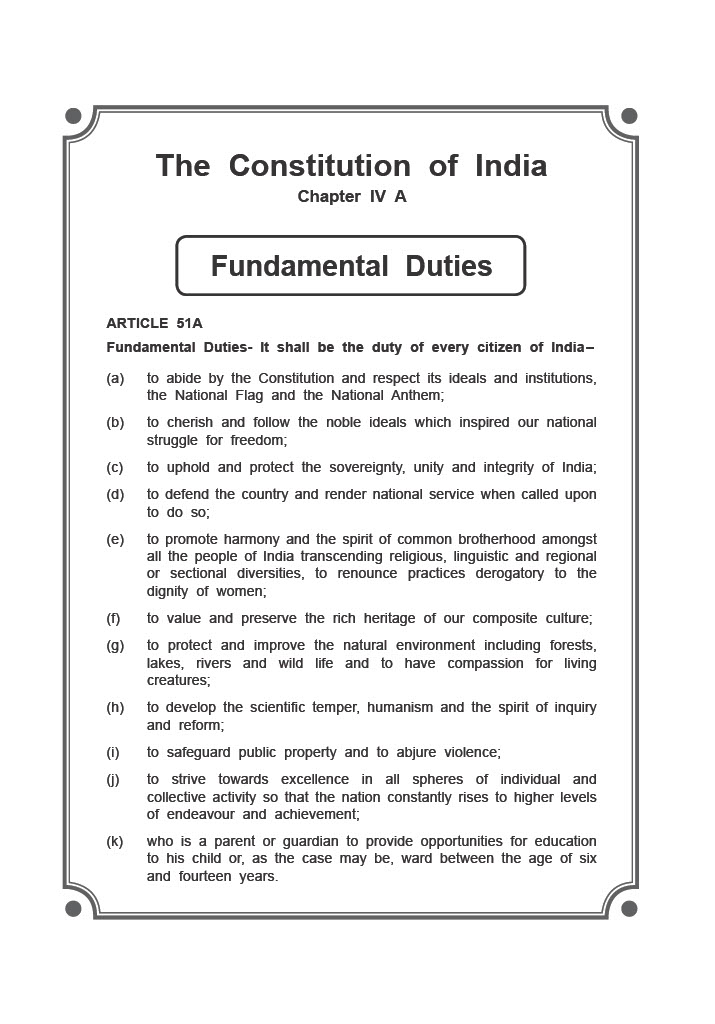 The Constitution of India
Chapter IV A
Fundamental Duties
ARTICLE 51A
Fundamental Duties- It shall be the duty of every citizen of India–
(a) to abide by the Constitution and respect its ideals and institutions,
the National Flag and the National Anthem;
(b) to cherish and follow the noble ideals which inspired our national
struggle for freedom;
(c) to uphold and protect the sovereignty, unity and integrity of India;
(d) to defend the country and render national service when called upon
to do so;
(e) to promote harmony and the spirit of common brotherhood amongst
all the people of India transcending religious, linguistic and regional
or sectional diversities, to renounce practices derogatory to the
dignity of women;
(f) to value and preserve the rich heritage of our composite culture;
(g) to protect and improve the natural environment including forests,
lakes, rivers and wild life and to have compassion for living
creatures;
(h) to develop the scientific temper, humanism and the spirit of inquiry
and reform;
(i) to safeguard public property and to abjure violence;
(j) to strive towards excellence in all spheres of individual and
collective activity so that the nation constantly rises to higher levels
of endeavour and achievement;
(k) who is a parent or guardian to provide opportunities for education
to his child or, as the case may be, ward between the age of six
and fourteen years.